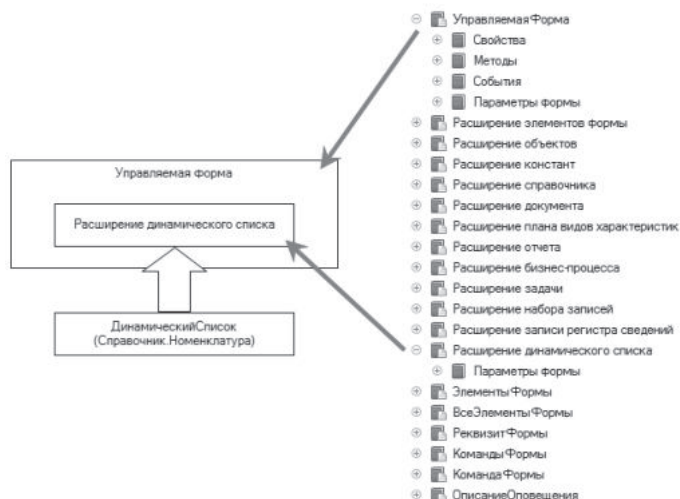 Управляемая форма
Расширение динамического списка
ДинамическийСписок
(Справочник.Номенклатура)
УправляемаяФорма
Свойства
Методы
События
Параметры формы
Расширение элементов формы
Расширение объектов
Расширение констант
Расширение справочника
Расширение документа
Расширение плана видов характеристик
Расширение отчета
Расширение бизнес-процесса
Расширение задачи
Расширение набора записей
Расширение записи регистра сведений
Расширение динамического списка
Параметры формы
ЭлементыФормы
ВсеЭлементыФормы
РеквизитФормы
КомандыФормы
КомандаФормы
ОписаниеОповещения